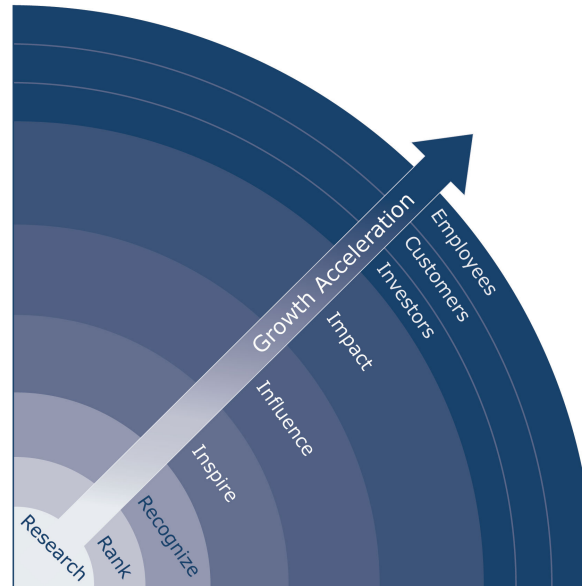 Research
Rank
Recognize
Inspire
Influence
Impact
Investors
Customers
Employees
Growth Acceleration